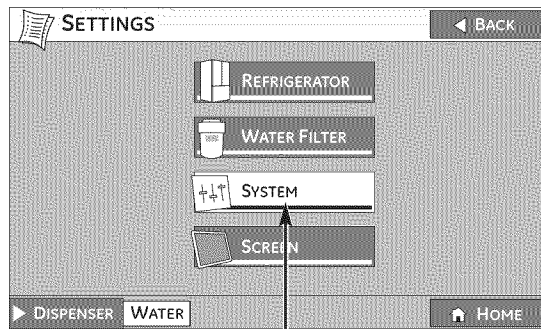 SETTINGS
BACK
REFRIGERATOR
WATER FILTER
SYSTEM
SCREEN
DISPENSER WATER
HOME